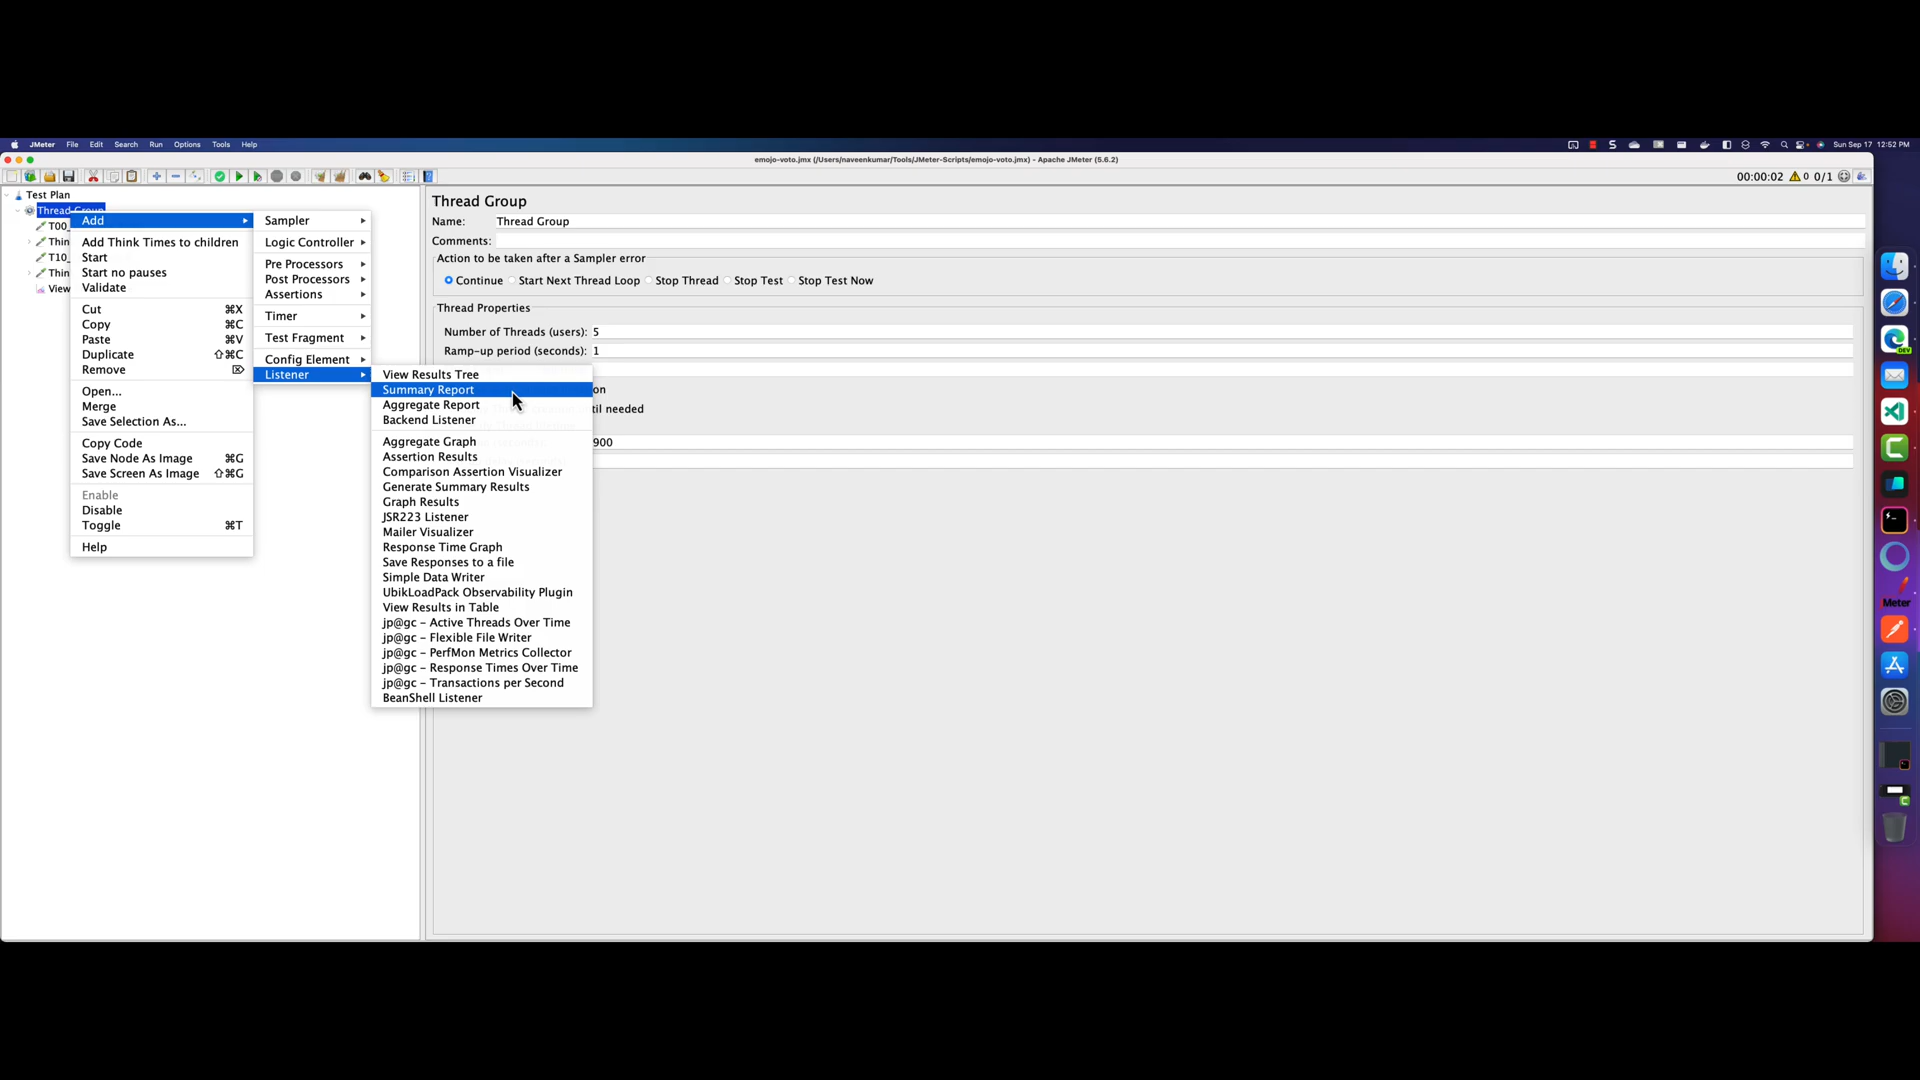 JMeter File Edit Search Run Options Tools Help
Sun Sep 17 12:52 PM
emojo-voto.jmx (/Users/naveenkumar/Tools/JMeter-Scripts/emojo-voto.jmx) - Apache JMeter (5.6.2)
00:00:02 0 0/1
Test Plan
Thread Group
T00_
Thin
T10_
Thin
View
Add
Add Think Times to children
Start
Start no pauses
Validate
Cut ⌘X
Copy ⌘C
Paste ⌘V
Duplicate ⇧⌘C
Remove ⌦
Open...
Merge
Save Selection As...
Copy Code
Save Node As Image ⌘G
Save Screen As Image ⇧⌘G
Enable
Disable
Toggle ⌘T
Help
Sampler
Logic Controller
Pre Processors
Post Processors
Assertions
Timer
Test Fragment
Config Element
Listener
View Results Tree
Summary Report
Aggregate Report
Backend Listener
Aggregate Graph
Assertion Results
Comparison Assertion Visualizer
Generate Summary Results
Graph Results
JSR223 Listener
Mailer Visualizer
Response Time Graph
Save Responses to a file
Simple Data Writer
UbikLoadPack Observability Plugin
View Results in Table
jp@gc - Active Threads Over Time
jp@gc - Flexible File Writer
jp@gc - PerfMon Metrics Collector
jp@gc - Response Times Over Time
jp@gc - Transactions per Second
BeanShell Listener
Thread Group
Name: Thread Group
Comments:
Action to be taken after a Sampler error
Continue Start Next Thread Loop Stop Thread Stop Test Stop Test Now
Thread Properties
Number of Threads (users): 5
Ramp-up period (seconds): 1
on
til needed
900
DEV
Meter